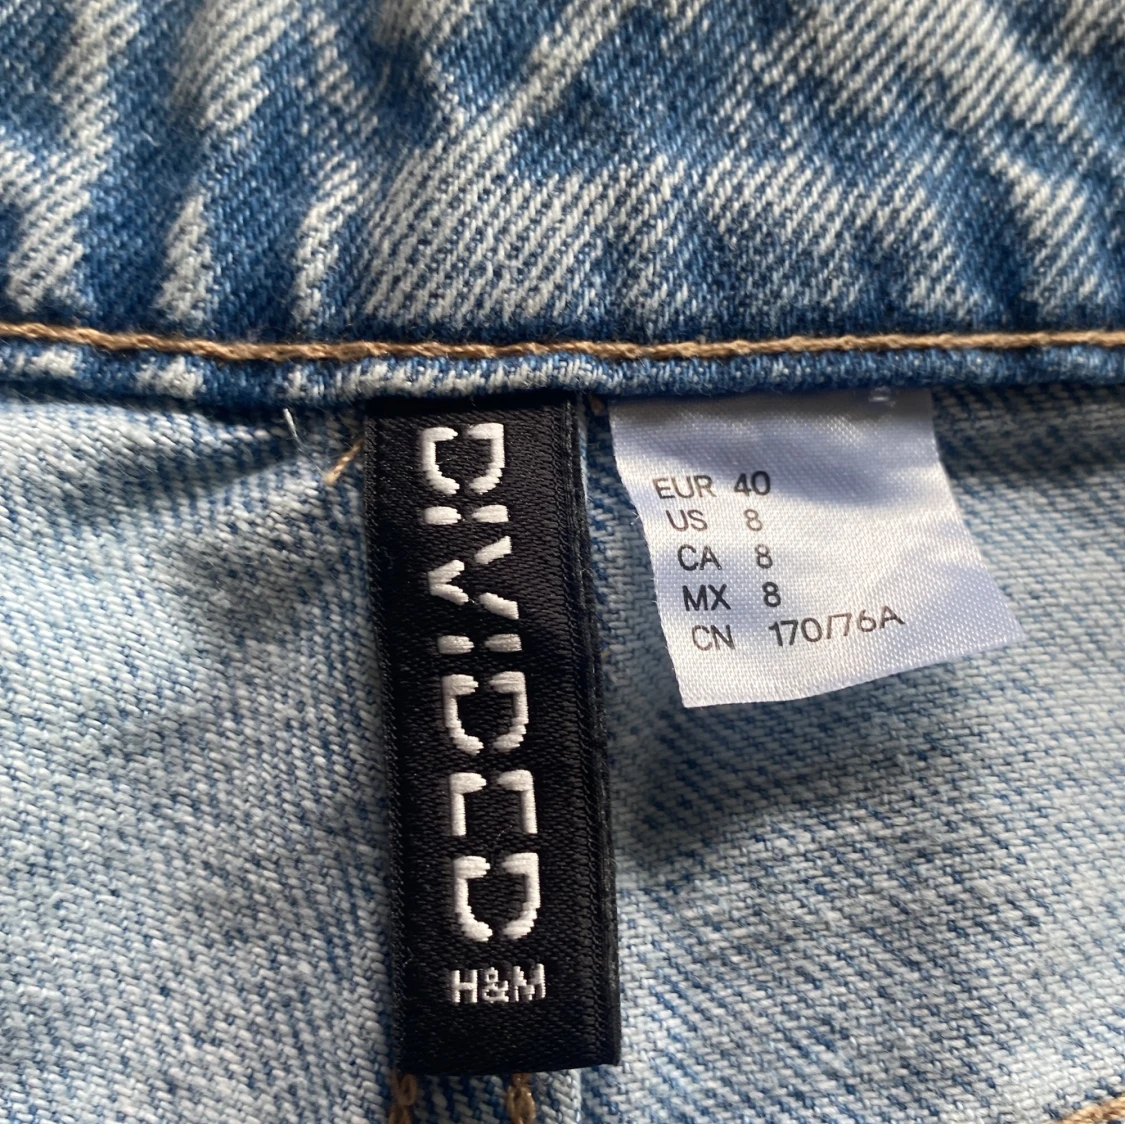 DIVIDED
H&M
EUR 40
US 8
CA 8
MX 8
CN 170/76A